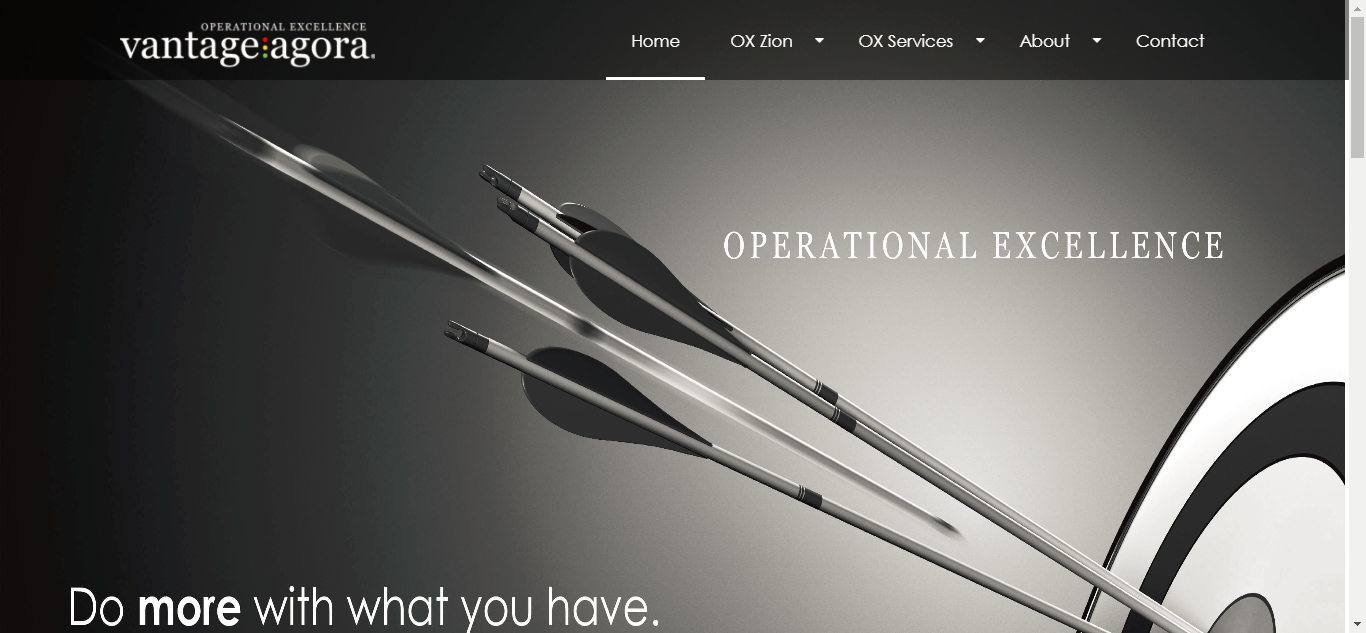 OPERATIONAL EXCELLENCE
vantage:agora.
Home OX Zion OX Services About Contact
OPERATIONAL EXCELLENCE
Do more with what you have.